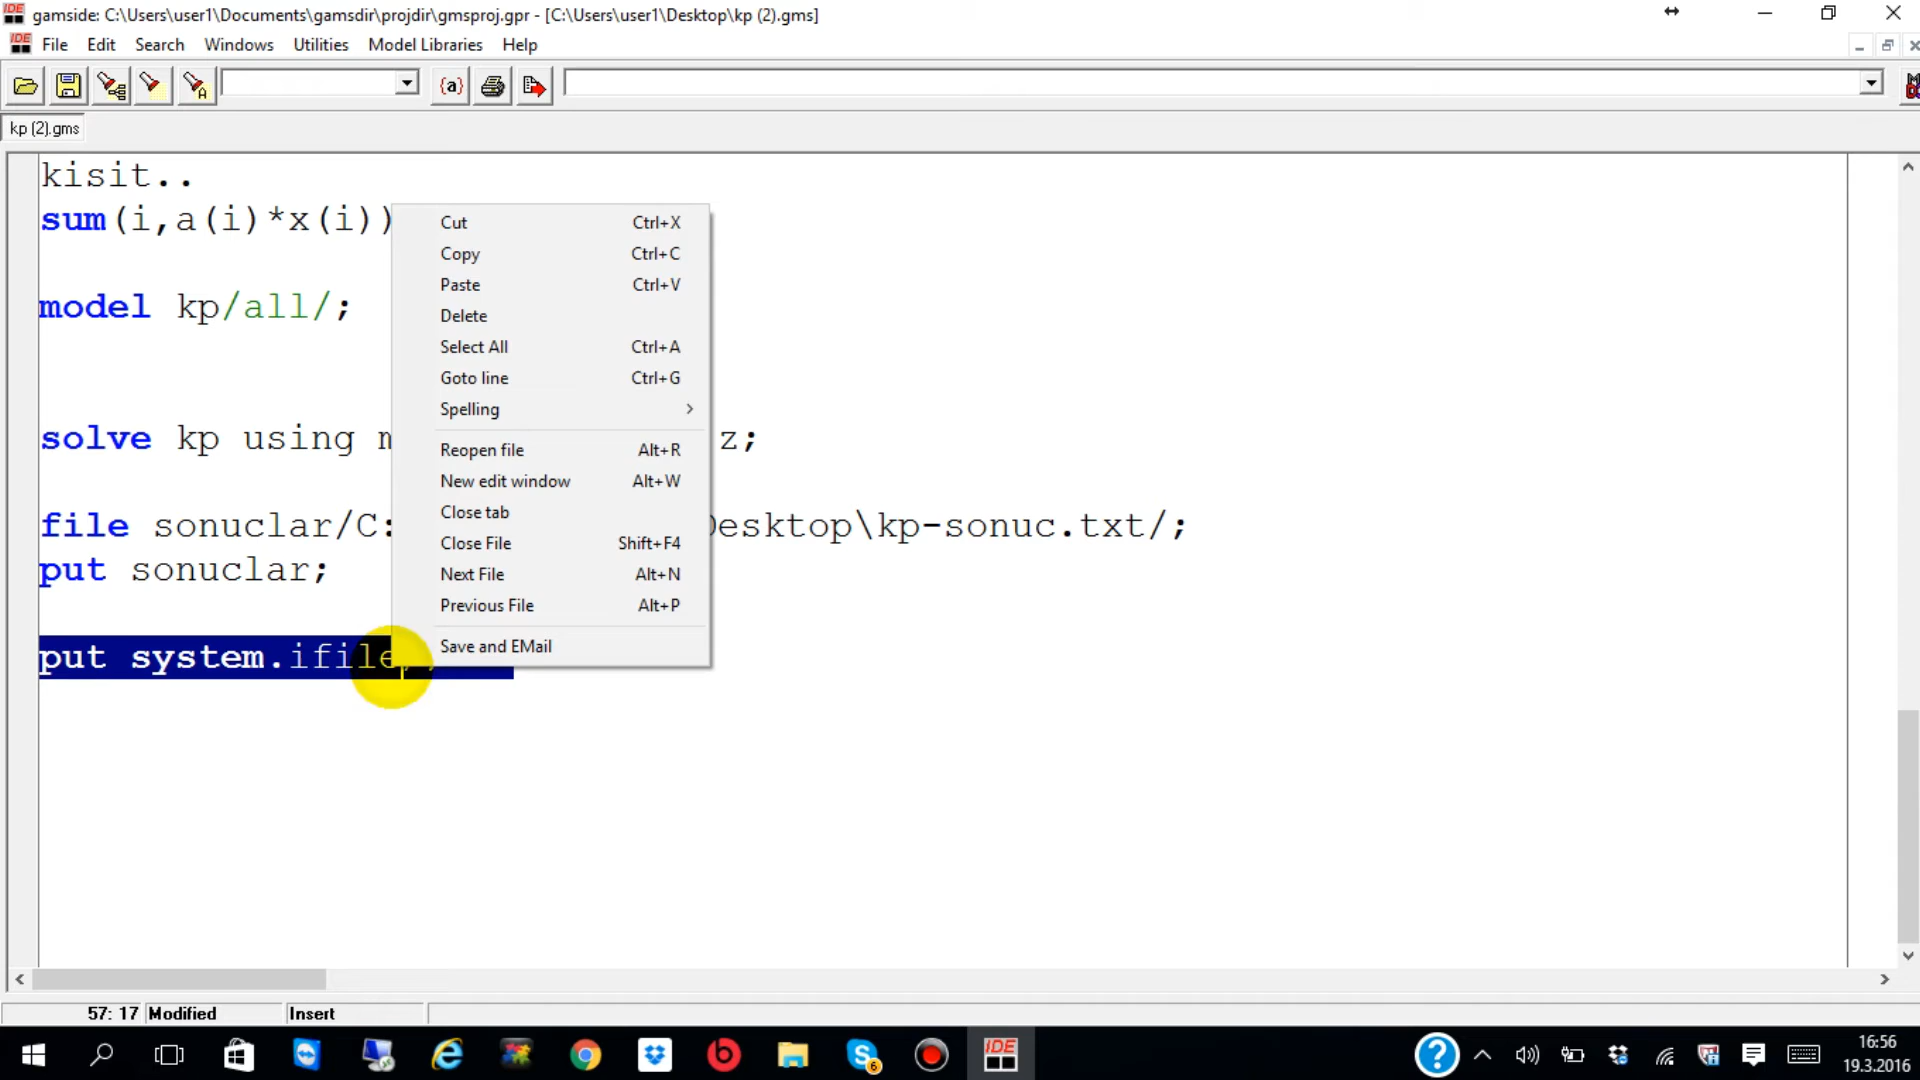 gamside: C:\Users\user1\Documents\gamsdir\projdir\gmsproj.gpr - [C:\Users\user1\Desktop\kp (2).gms]
IDE File Edit Search Windows Utilities Model Libraries Help
{a}
kp (2).gms
kisit..
sum(i,a(i)*x(i))
model kp/all/;
solve kp using z;
file sonuclar/C: Desktop\kp-sonuc.txt/;
put sonuclar;
put system.ifile
Cut Ctrl+X
Copy Ctrl+C
Paste Ctrl+V
Delete
Select All Ctrl+A
Goto line Ctrl+G
Spelling
Reopen file Alt+R
New edit window Alt+W
Close tab
Close File Shift+F4
Next File Alt+N
Previous File Alt+P
Save and EMail
57: 17 Modified Insert
IDE
6
16:56
19.3.2016